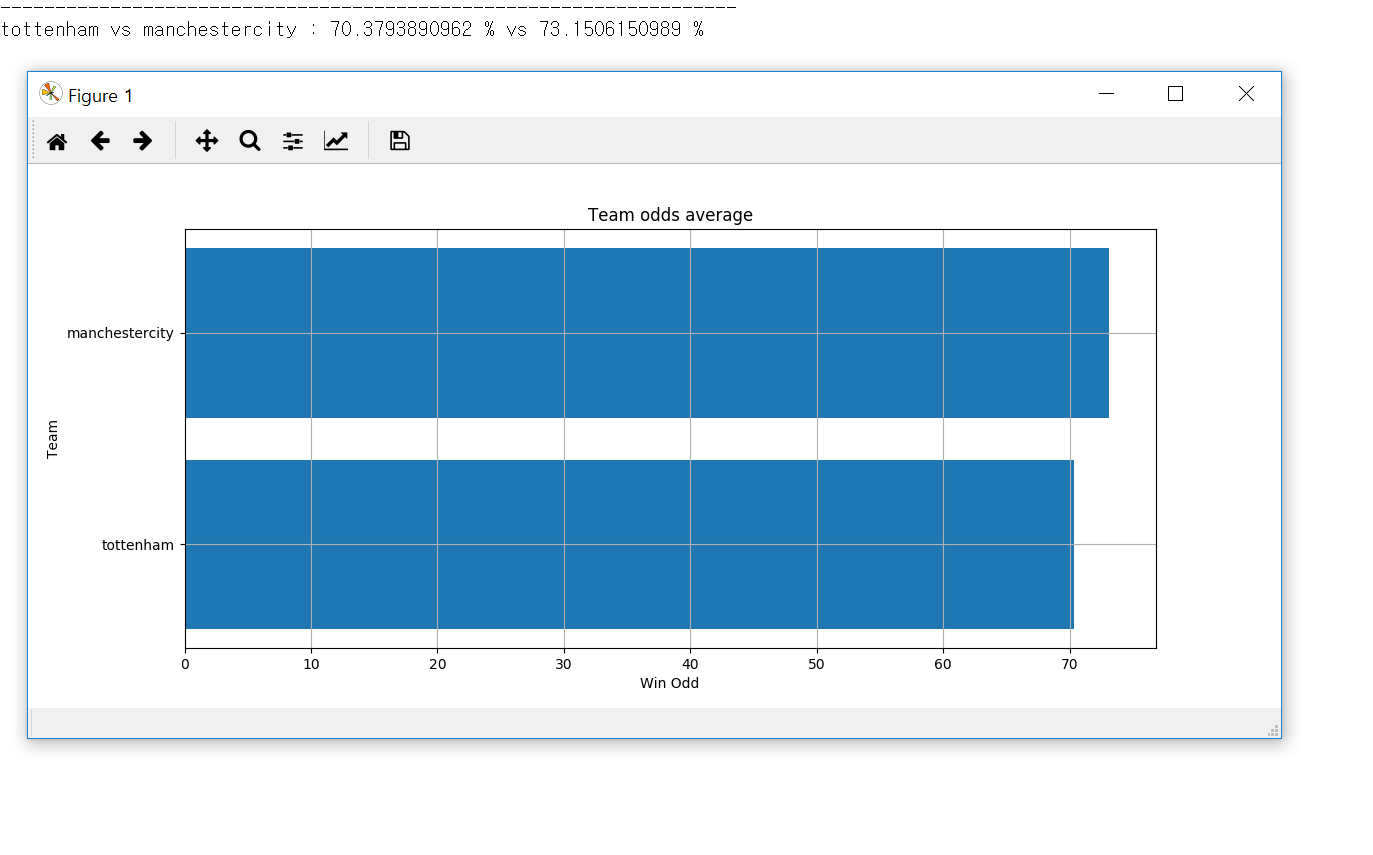 tottenham vs manchestercity : 70.3793890962 % vs 73.1506150989 %
Figure 1
Team odds average
manchestercity
Team
tottenham
0 10 20 30 40 50 60 70
Win Odd